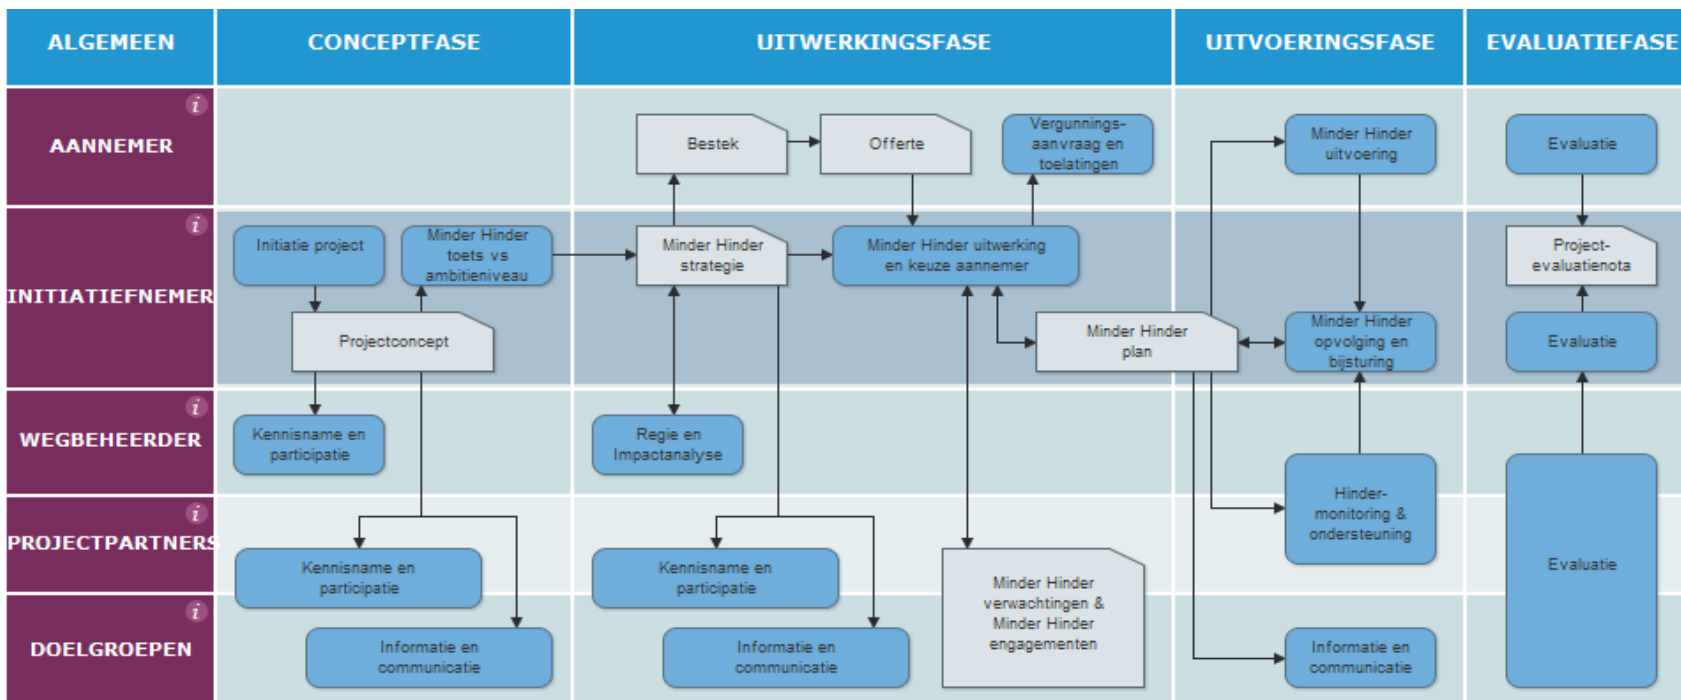 ALGEMEEN
CONCEPTFASE
UITWERKINGSFASE
UITVOERINGSFASE
EVALUATIEFASE
i
AANNEMER
Bestek
Offerte
Vergunnings-
aanvraag en
toelatingen
Minder Hinder
uitvoering
Evaluatie
i
INITIATIEFNEMER
Initiatie project
Minder Hinder
toets vs
ambitieniveau
Minder Hinder
strategie
Minder Hinder uitwerking
en keuze aannemer
Project-
evaluatienota
Projectconcept
Minder Hinder
plan
Minder Hinder
opvolging en
bijsturing
Evaluatie
i
WEGBEHEERDER
Kennisname en
participatie
Regie en
Impactanalyse
Hinder-
monitoring &
ondersteuning
Evaluatie
i
PROJECTPARTNERS
Kennisname en
participatie
Kennisname en
participatie
Minder Hinder
verwachtingen &
Minder Hinder
engagementen
i
DOELGROEPEN
Informatie en
communicatie
Informatie en
communicatie
Informatie en
communicatie